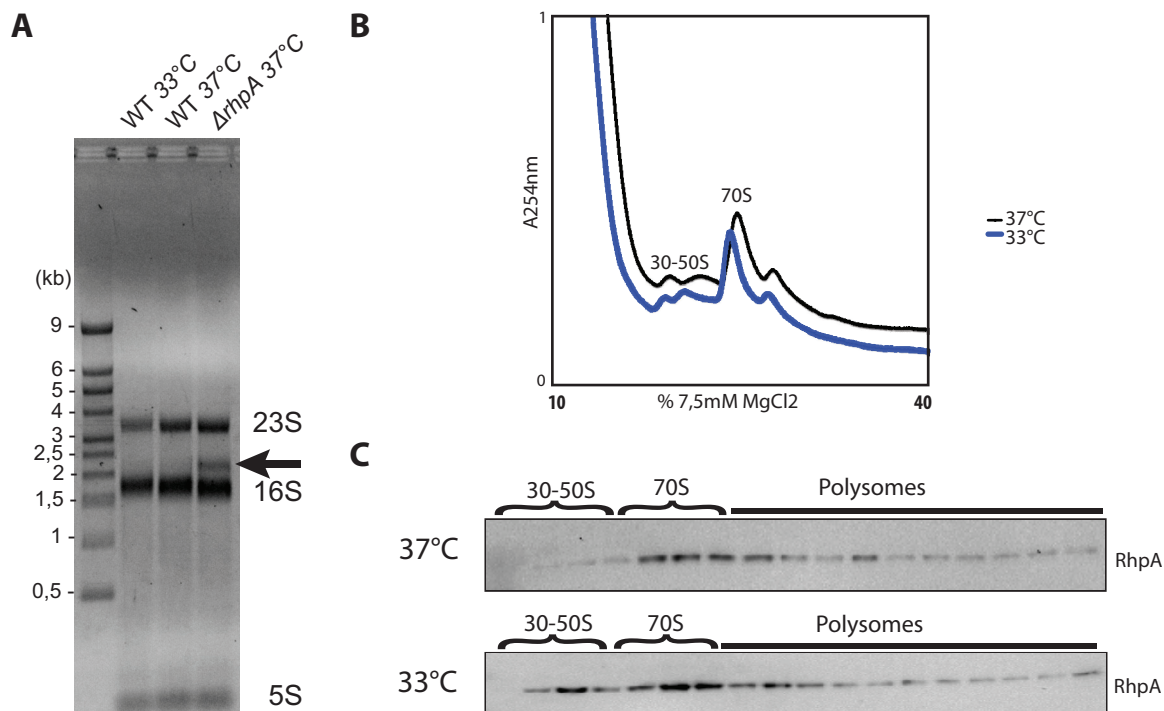 A
WT 33°C
WT 37°C
ΔrhpA 37°C
(kb)
9 -
6 -
5 -
4 -
3 -
2,5 -
2 -
1,5 -
1 -
0,5 -
23S
16S
5S
B
1
A254nm
0
30-50S
70S
10
% 7,5mM MgCl2
40
37°C
33°C
C
30-50S
70S
Polysomes
37°C
RhpA
30-50S
70S
Polysomes
33°C
RhpA